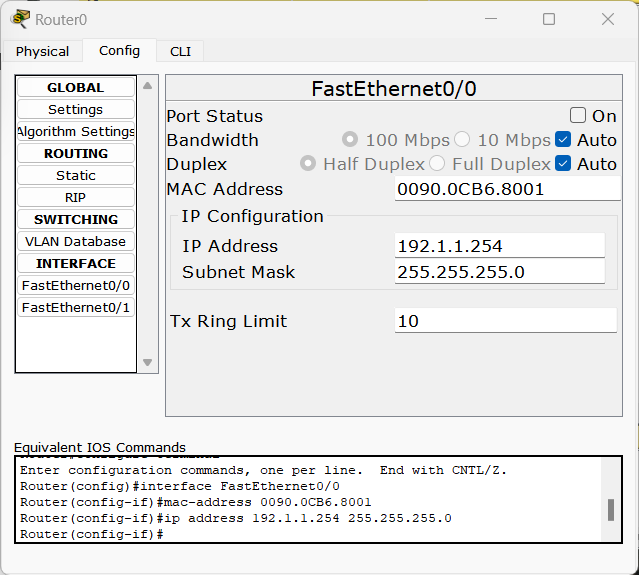 Router0
Physical Config CLI
GLOBAL
Settings
Algorithm Settings
ROUTING
Static
RIP
SWITCHING
VLAN Database
INTERFACE
FastEthernet0/0
FastEthernet0/1
FastEthernet0/0
Port Status On
Bandwidth 100 Mbps 10 Mbps Auto
Duplex Half Duplex Full Duplex Auto
MAC Address 0090.0CB6.8001
IP Configuration
IP Address 192.1.1.254
Subnet Mask 255.255.255.0
Tx Ring Limit 10
Equivalent IOS Commands
Enter configuration commands, one per line. End with CNTL/Z.
Router(config)#interface FastEthernet0/0
Router(config-if)#mac-address 0090.0CB6.8001
Router(config-if)#ip address 192.1.1.254 255.255.255.0
Router(config-if)#